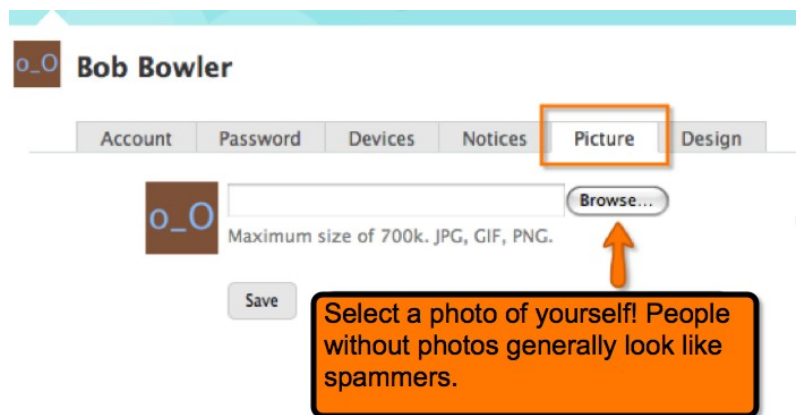 o_O
Bob Bowler
Account Password Devices Notices Picture Design
o_O
Browse...
Maximum size of 700k. JPG, GIF, PNG.
Save
Select a photo of yourself! People
without photos generally look like
spammers.